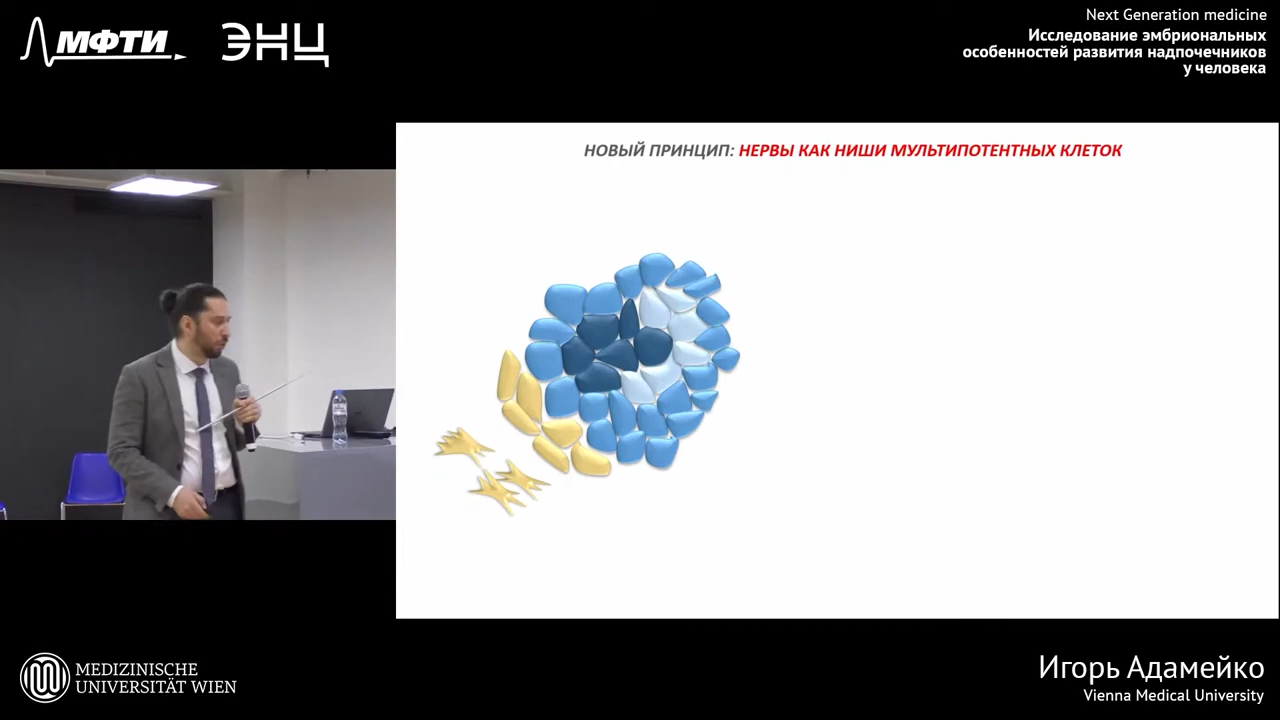 МФТИ
ЭНЦ
Next Generation medicine
Исследование эмбриональных
особенностей развития надпочечников
у человека
НОВЫЙ ПРИНЦИП: НЕРВЫ КАК НИШИ МУЛЬТИПОТЕНТНЫХ КЛЕТОК
MEDIZINISCHE
UNIVERSITÄT WIEN
Игорь Адамейко
Vienna Medical University